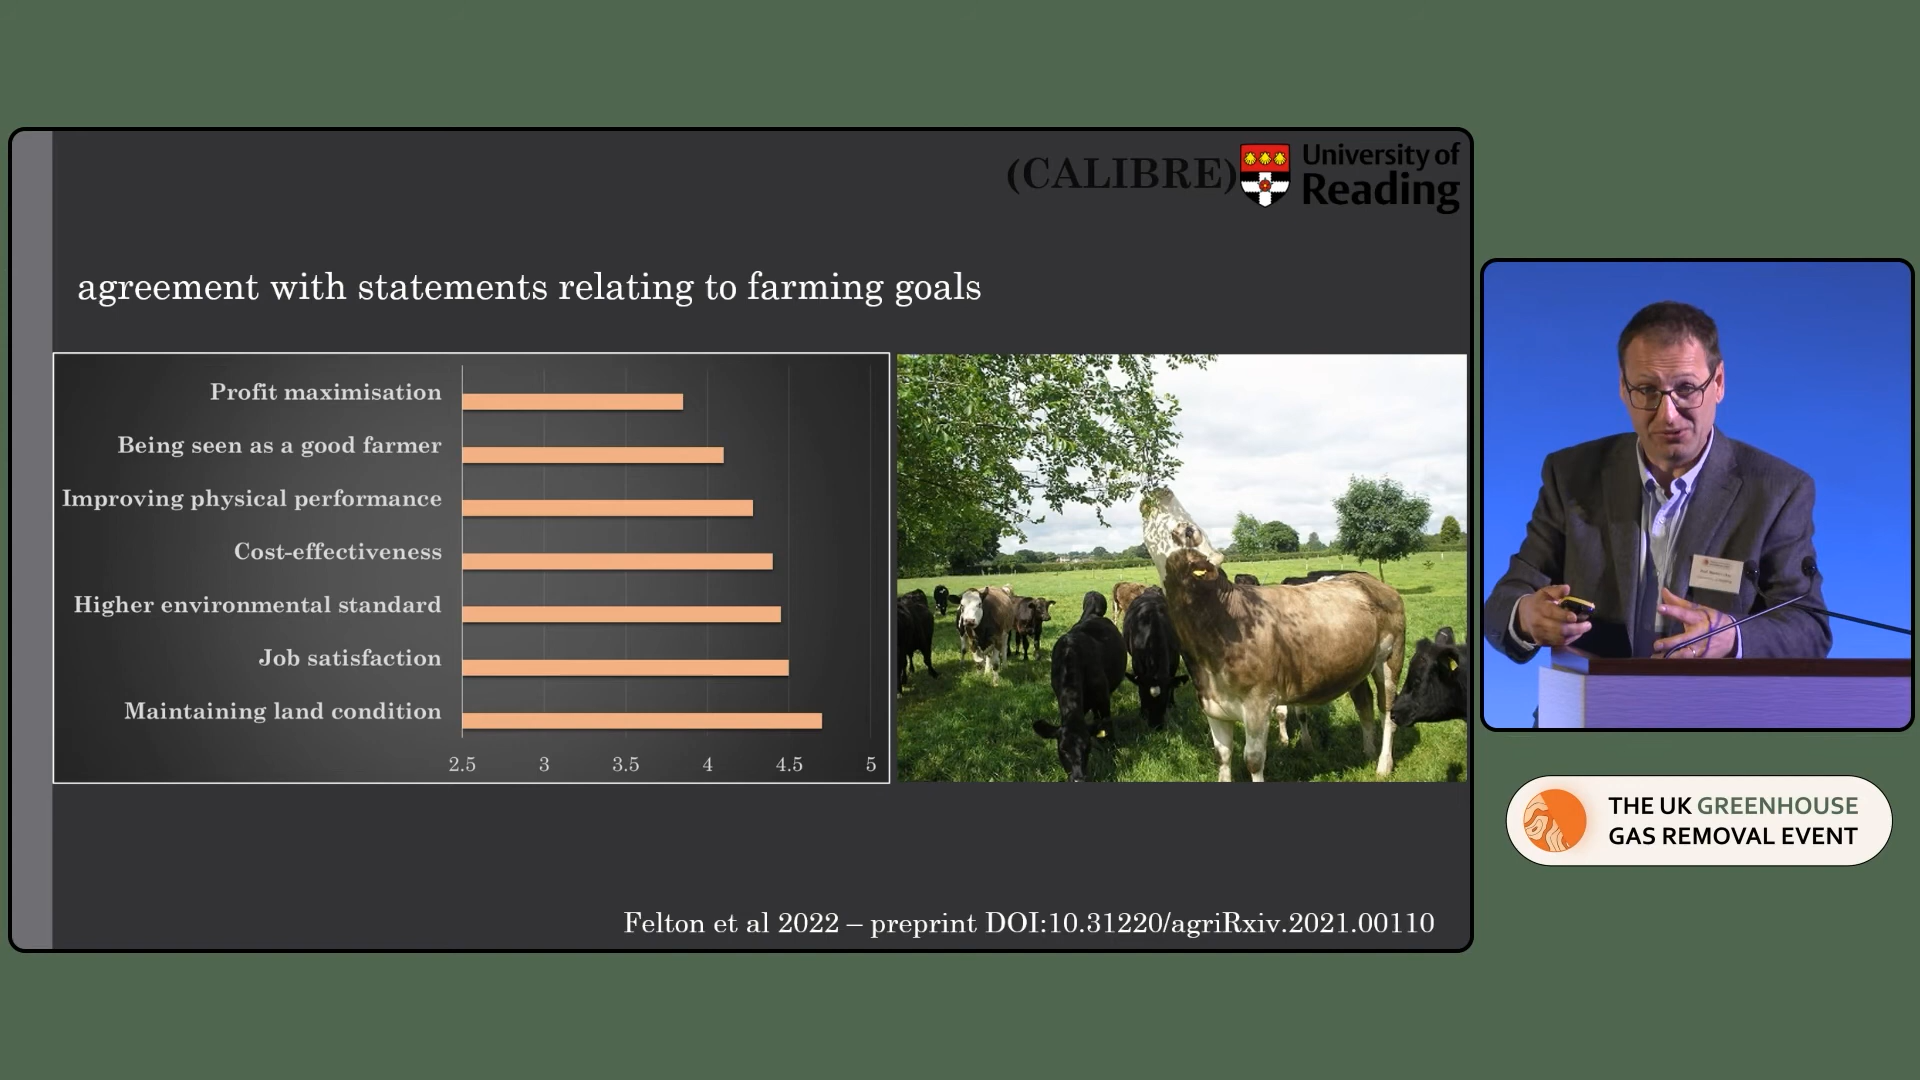 (CALIBRE)
University of
Reading
agreement with statements relating to farming goals
Profit maximisation
Being seen as a good farmer
Improving physical performance
Cost-effectiveness
Higher environmental standard
Job satisfaction
Maintaining land condition
2.5 3 3.5 4 4.5 5
Felton et al 2022 – preprint DOI:10.31220/agriRxiv.2021.00110
THE UK GREENHOUSE
GAS REMOVAL EVENT